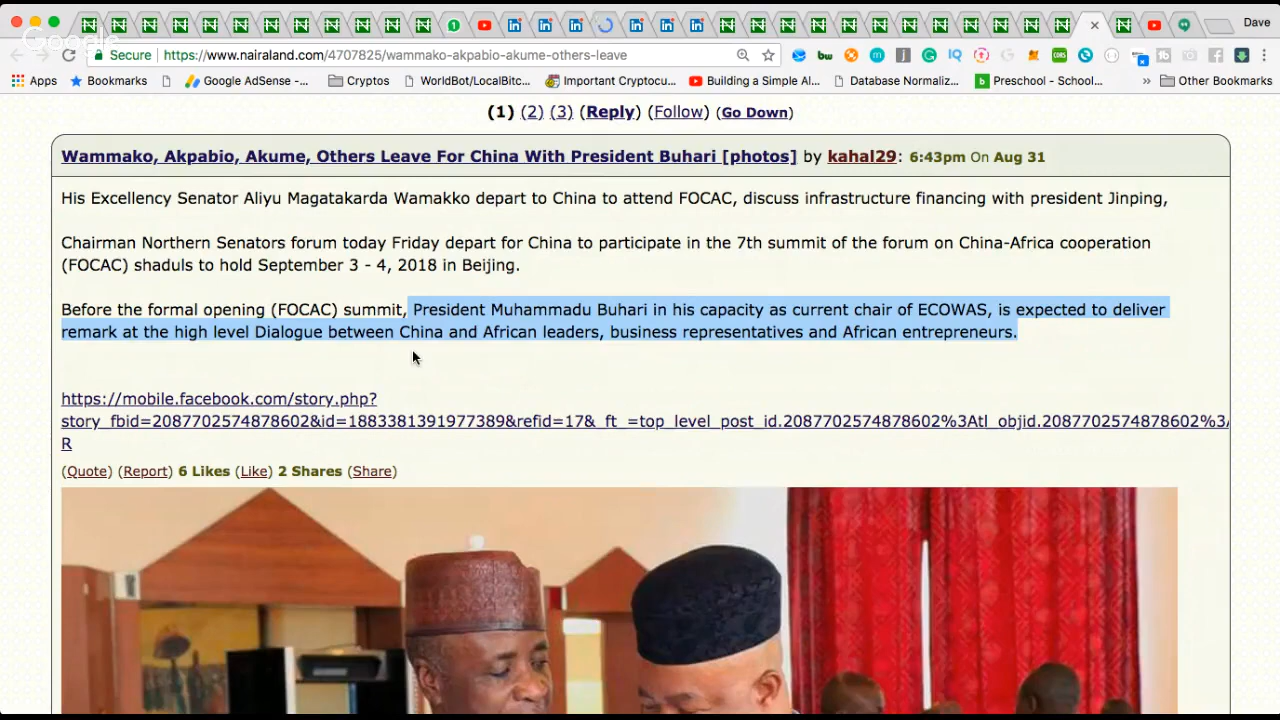 Dave
Google
Secure https://www.nairaland.com/4707825/wammako-akpabio-akume-others-leave
Apps Bookmarks Google AdSense -... Cryptos World Hot/LocalBitc... Important Cryptocu... Building a Simple Al... Database Normaliz... Preschool - School... » Other Bookmarks
(1) (2) (3) (Reply) (Follow) (Go Down)
Wammako, Akpabio, Akume, Others Leave For China With President Buhari [photos] by kahal29: 6:43pm On Aug 31
His Excellency Senator Aliyu Magatakarda Wamakko depart to China to attend FOCAC, discuss infrastructure financing with president Jinping,
Chairman Northern Senators forum today Friday depart for China to participate in the 7th summit of the forum on China-Africa cooperation
(FOCAC) shaduls to hold September 3 - 4, 2018 in Beijing.
Before the formal opening (FOCAC) summit, President Muhammadu Buhari in his capacity as current chair of ECOWAS, is expected to deliver
remark at the high level Dialogue between China and African leaders, business representatives and African entrepreneurs.
https://mobile.facebook.com/story.php?
story_fbid=2087702574878602&id=1883381391977389&refid=17&_ft_=top_level_post_id.2087702574878602%3Atl_objid.2087702574878602%3A
R
(Quote) (Report) 6 Likes (Like) 2 Shares (Share)